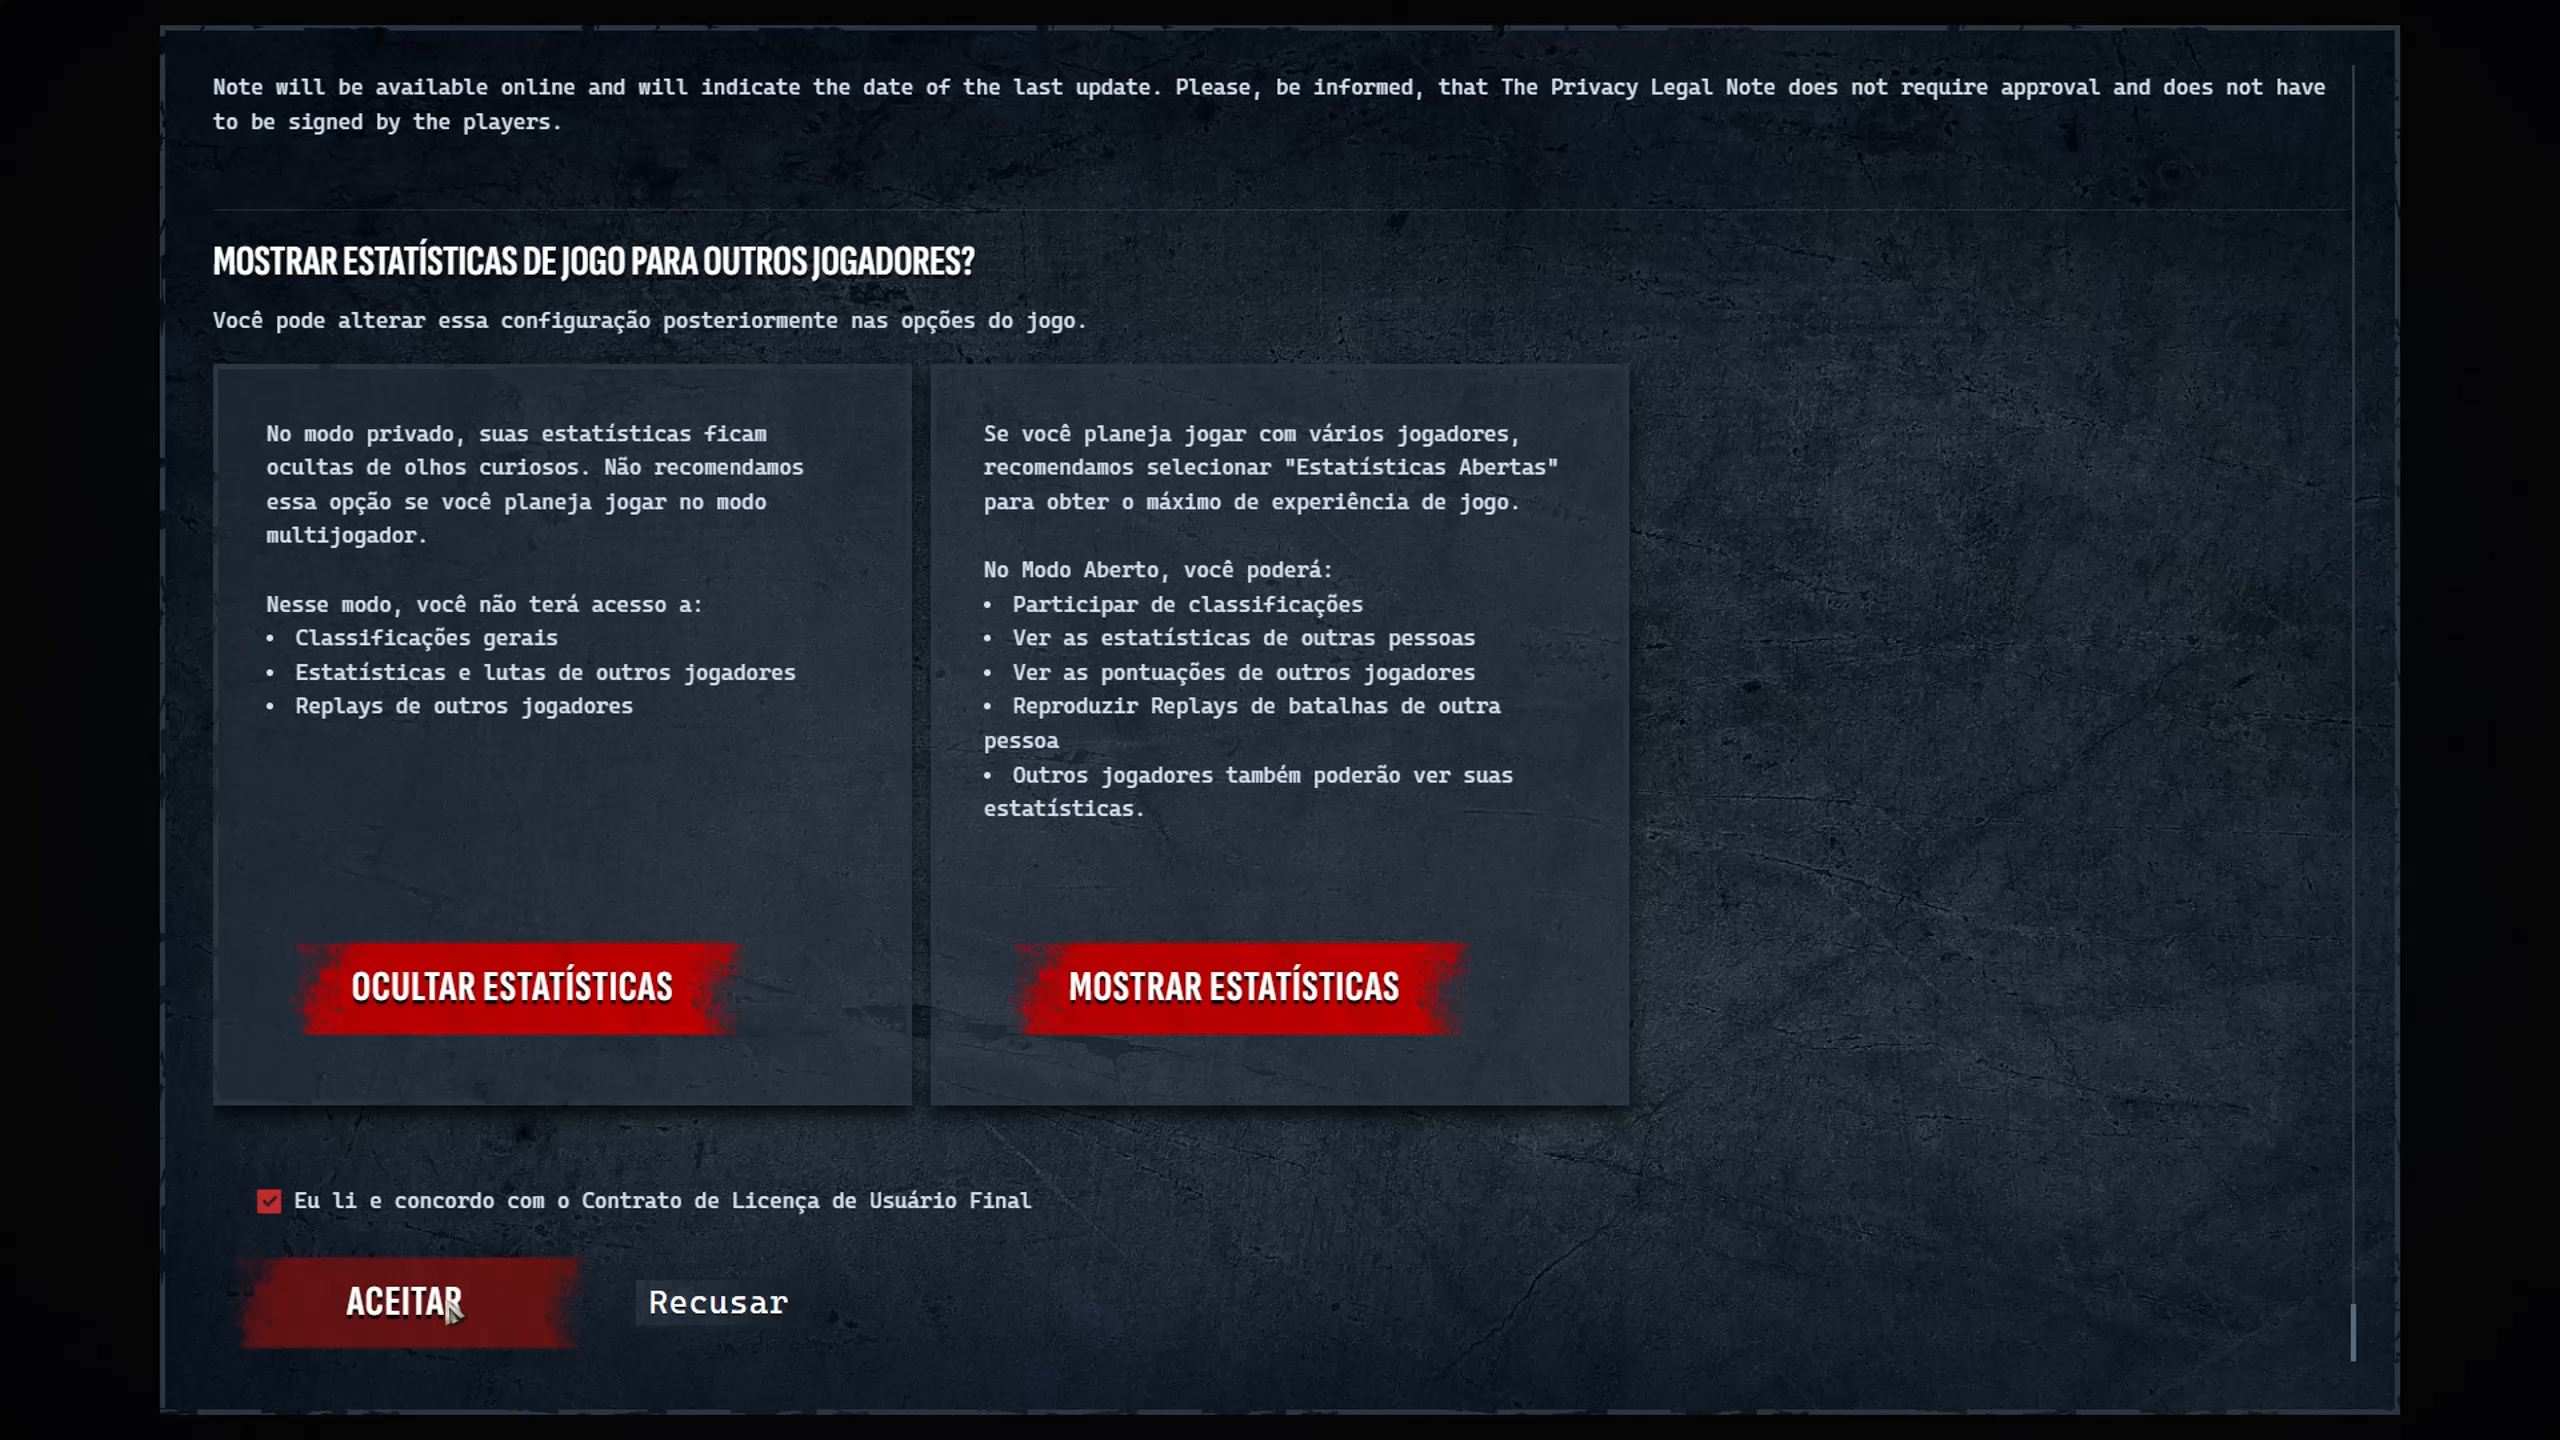 Note will be available online and will indicate the date of the last update. Please, be informed, that The Privacy Legal Note does not require approval and does not have
to be signed by the players.
MOSTRAR ESTATÍSTICAS DE JOGO PARA OUTROS JOGADORES?
Você pode alterar essa configuração posteriormente nas opções do jogo.
No modo privado, suas estatísticas ficam
ocultas de olhos curiosos. Não recomendamos
essa opção se você planeja jogar no modo
multijogador.
Nesse modo, você não terá acesso a:
• Classificações gerais
• Estatísticas e lutas de outros jogadores
• Replays de outros jogadores
OCULTAR ESTATÍSTICAS
Se você planeja jogar com vários jogadores,
recomendamos selecionar "Estatísticas Abertas"
para obter o máximo de experiência de jogo.
No Modo Aberto, você poderá:
• Participar de classificações
• Ver as estatísticas de outras pessoas
• Ver as pontuações de outros jogadores
• Reproduzir Replays de batalhas de outra
pessoa
• Outros jogadores também poderão ver suas
estatísticas.
MOSTRAR ESTATÍSTICAS
Eu li e concordo com o Contrato de Licença de Usuário Final
ACEITAR
Recusar